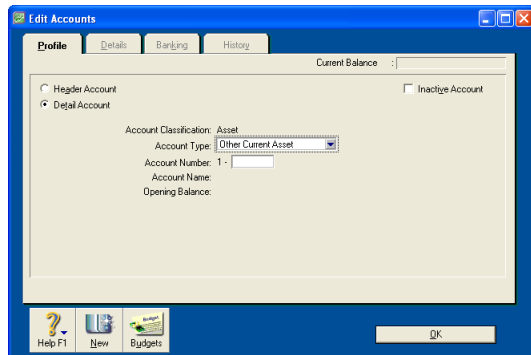 Edit Accounts
Profile Details Banking History
Current Balance :
Header Account Inactive Account
Detail Account
Account Classification: Asset
Account Type: Other Current Asset
Account Number: 1 -
Account Name:
Opening Balance:
Budget
Help F1 New Budgets OK